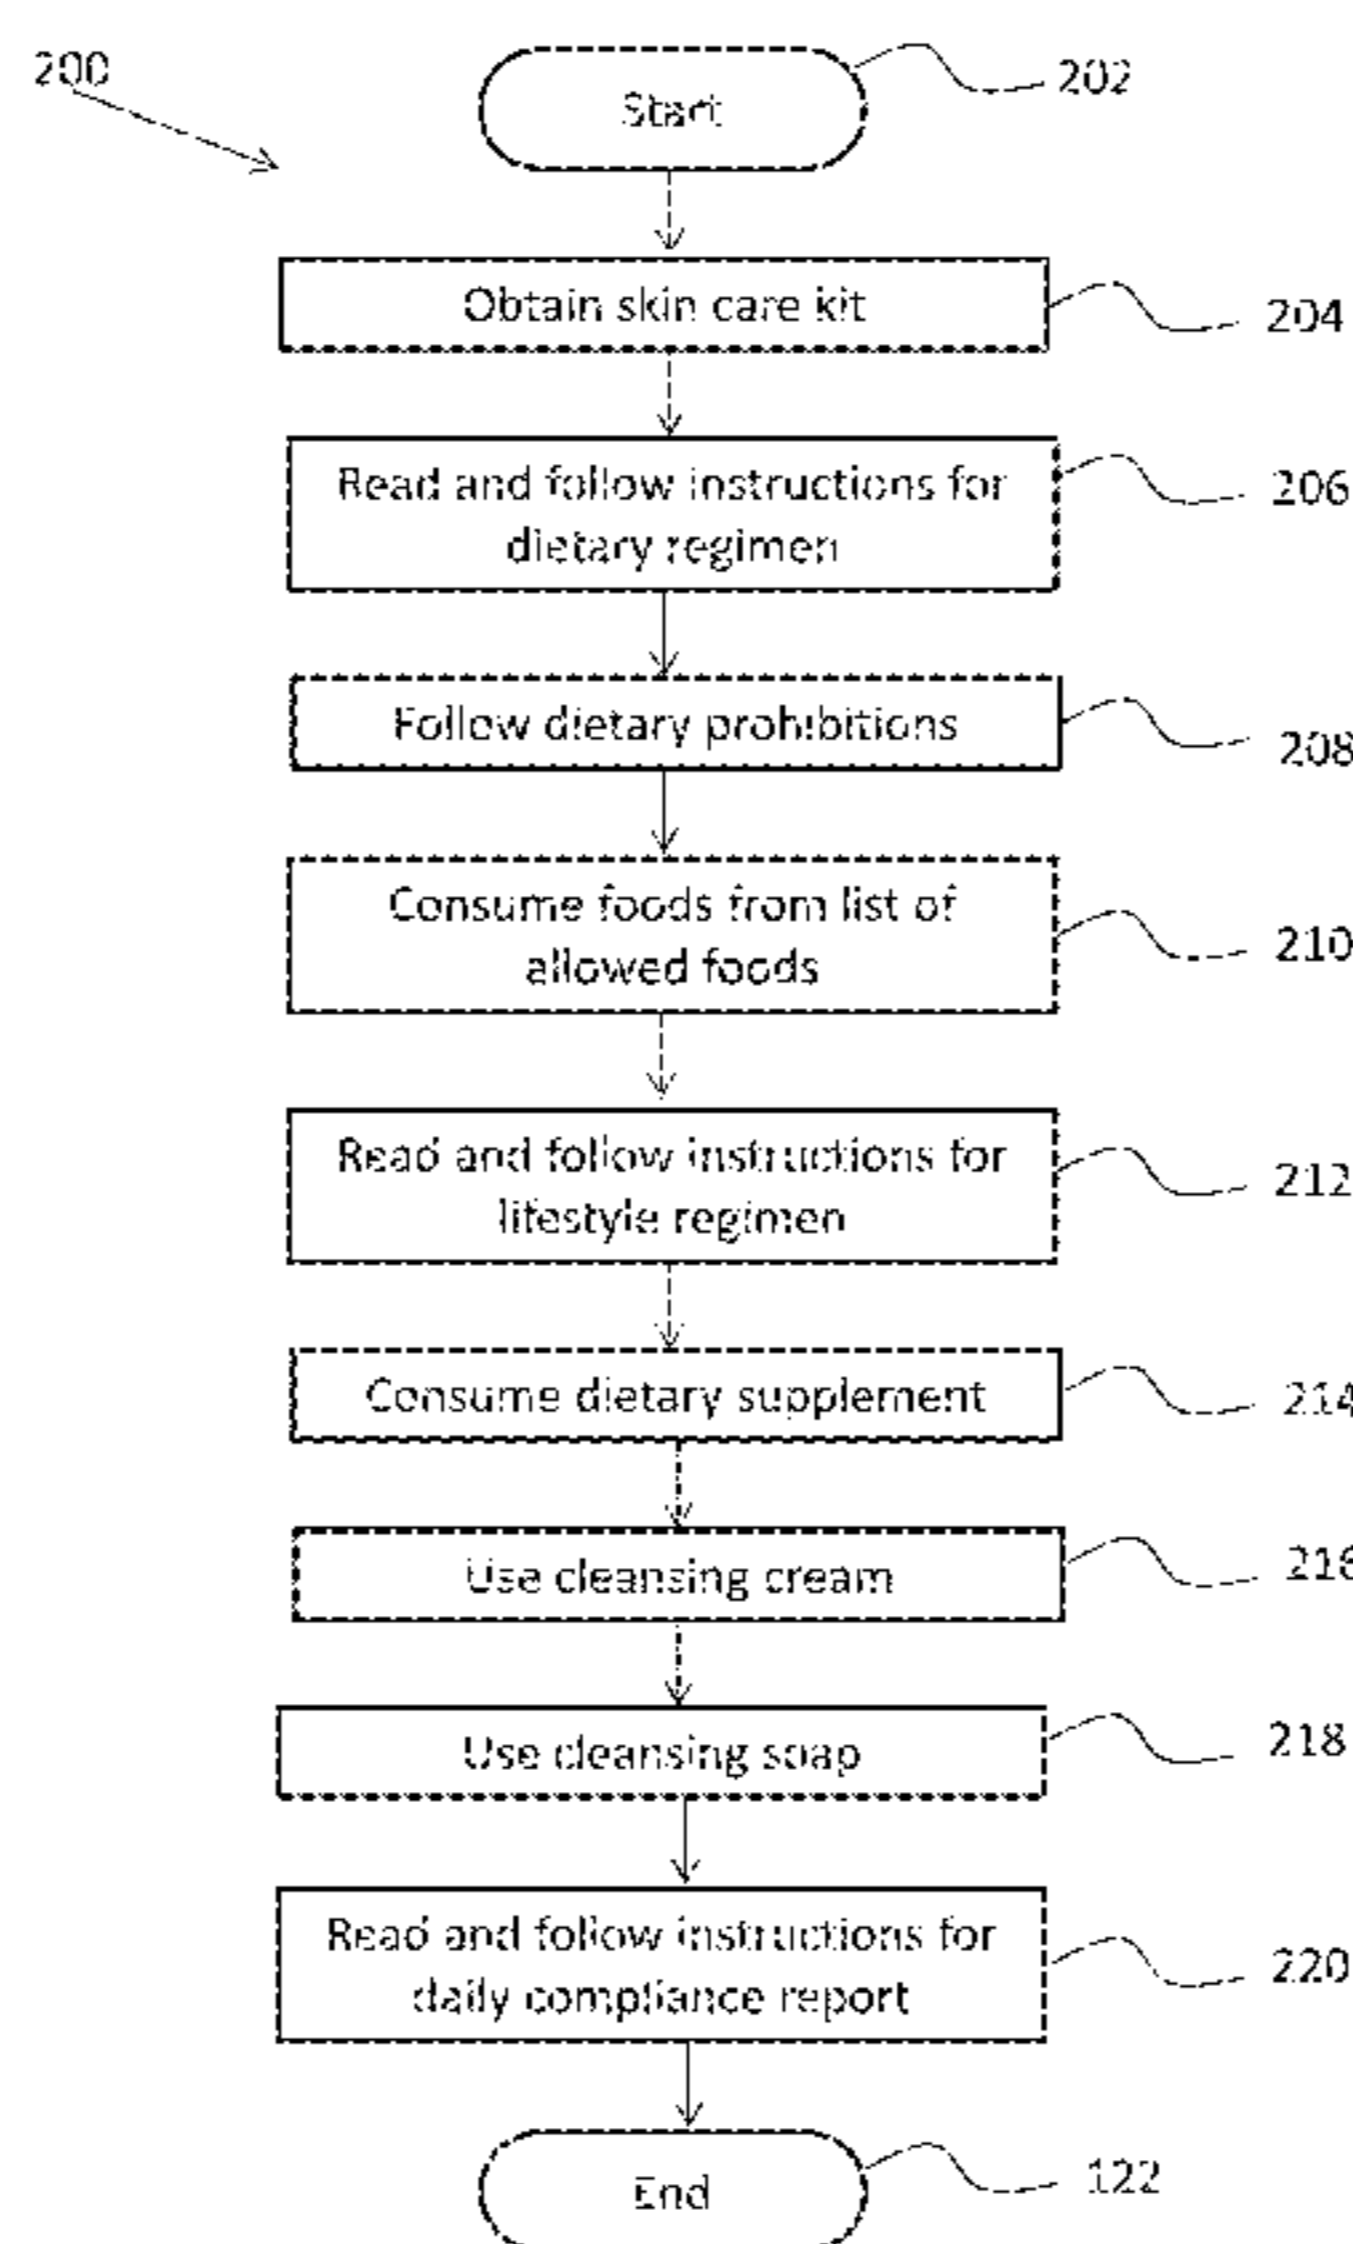 200
Start
202
Obtain skin care kit
204
Read and follow instructions for
dietary regimen
206
Follow dietary prohibitions
208
Consume foods from list of
allowed foods
210
Read and follow instructions for
lifestyle regimen
212
Consume dietary supplement
214
Use cleansing cream
216
Use cleansing soap
218
Read and follow instructions for
daily compliance report
220
End
122